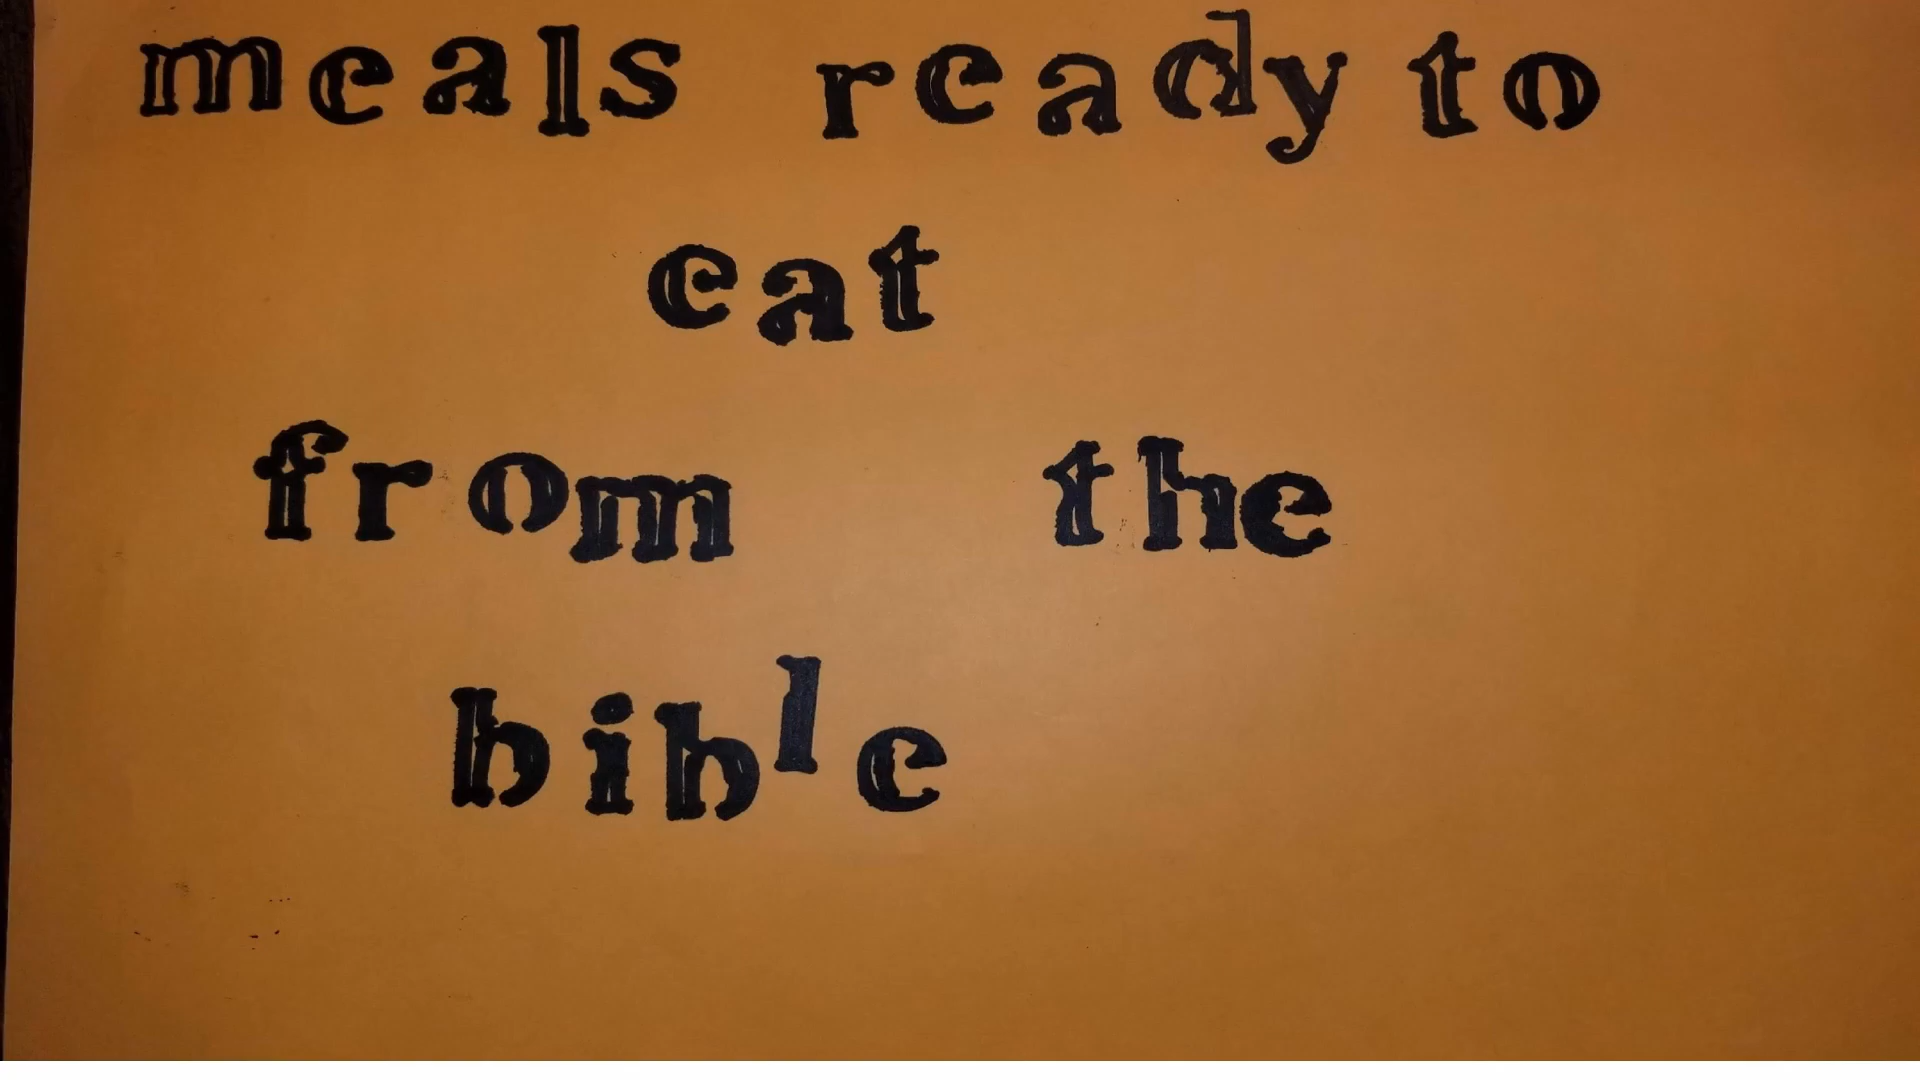 meals ready to
eat
from the
bible